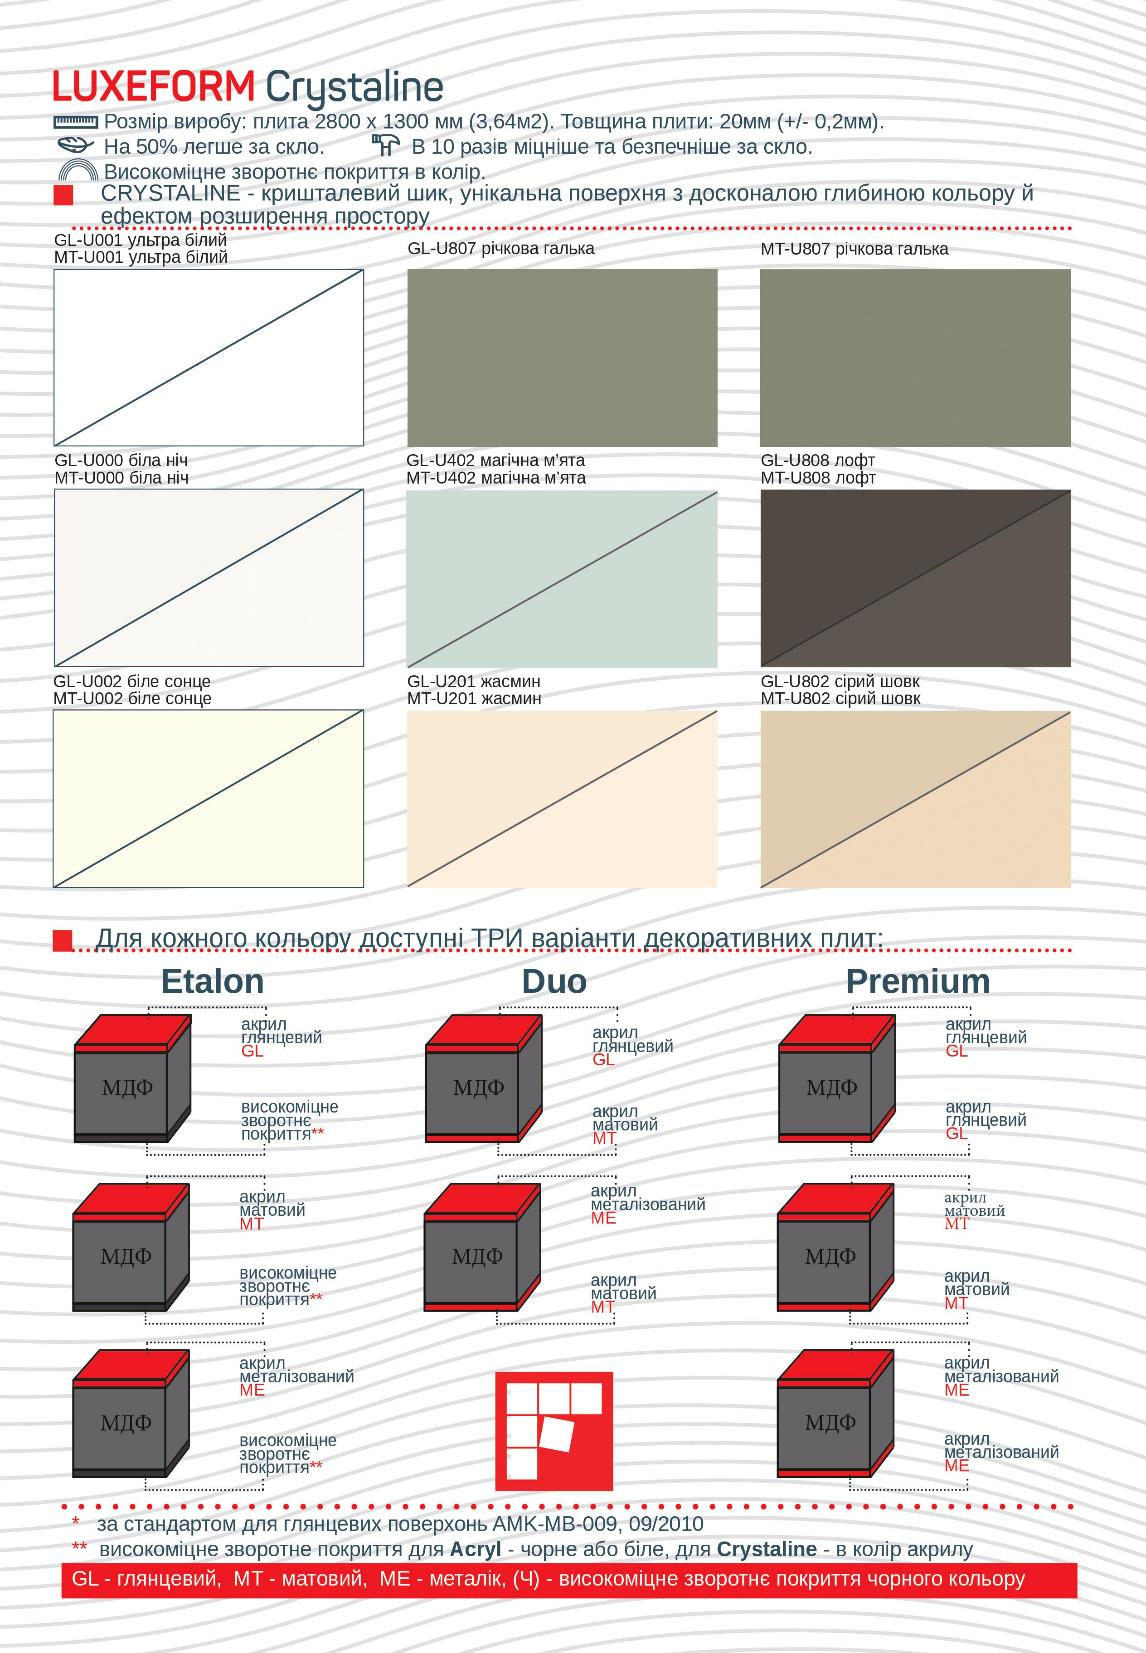 LUXEFORM Crystaline
Розмір виробу: плита 2800 х 1300 мм (3,64м2). Товщина плити: 20мм (+/- 0,2мм).
На 50% легше за скло. В 10 разів міцніше та безпечніше за скло.
Високоміцне зворотнє покриття в колір.
CRYSTALINE - кришталевий шик, унікальна поверхня з досконалою глибиною кольору й
ефектом розширення простору
GL-U001 ультра білий
MT-U001 ультра білий
GL-U807 річкова галька
MT-U807 річкова галька
GL-U000 біла ніч
MT-U000 біла ніч
GL-U402 магічна м'ята
MT-U402 магічна м'ята
GL-U808 лофт
MT-U808 лофт
GL-U002 біле сонце
MT-U002 біле сонце
GL-U201 жасмин
MT-U201 жасмин
GL-U802 сірий шовк
MT-U802 сірий шовк
Для кожного кольору доступні ТРИ варіанти декоративних плит:
Etalon
Duo
Premium
МДФ
акрил
глянцевий
GL
високоміцне
зворотнє
покриття**
МДФ
акрил
глянцевий
GL
акрил
матовий
MT
МДФ
акрил
глянцевий
GL
акрил
глянцевий
GL
МДФ
акрил
матовий
MT
високоміцне
зворотнє
покриття**
МДФ
акрил
металізований
ME
акрил
матовий
MT
МДФ
акрил
матовий
MT
акрил
матовий
MT
МДФ
акрил
металізований
ME
високоміцне
зворотнє
покриття**
МДФ
акрил
металізований
ME
акрил
металізований
ME
* за стандартом для глянцевих поверхонь AMK-MB-009, 09/2010
** високоміцне зворотне покриття для Acryl - чорне або біле, для Crystaline - в колір акрилу
GL - глянцевий, MT - матовий, ME - металік, (Ч) - високоміцне зворотнє покриття чорного кольору